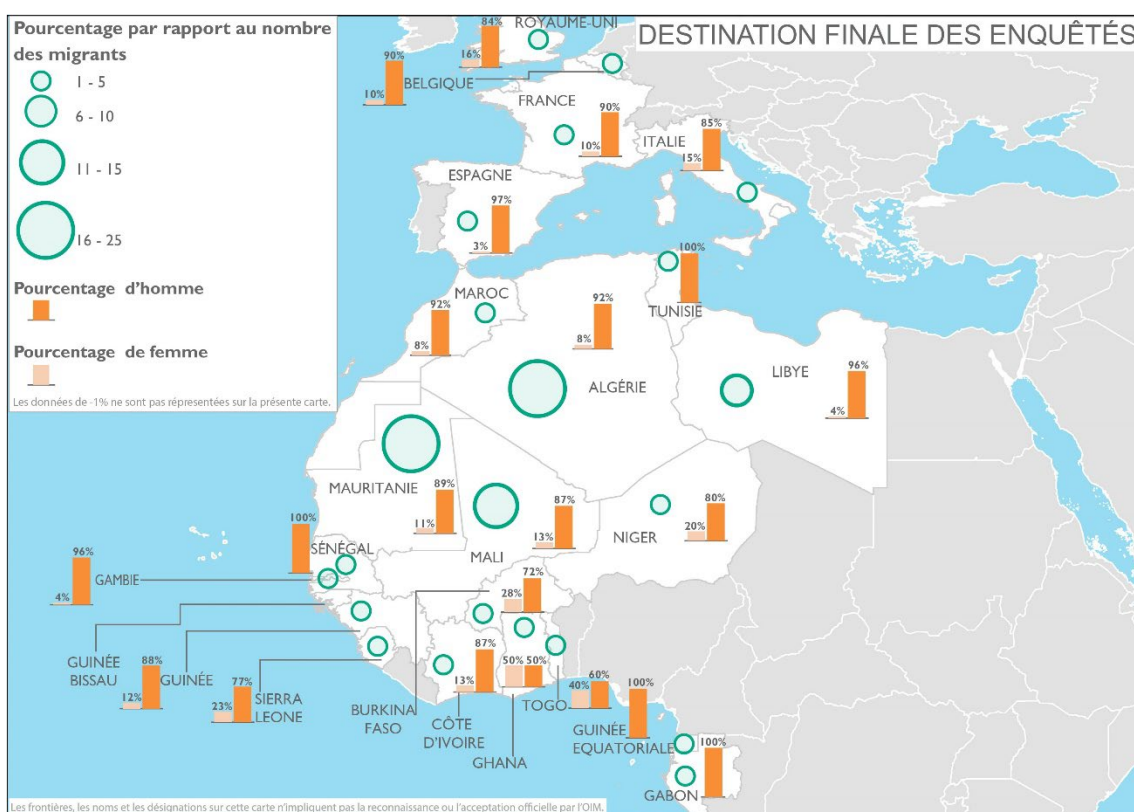 DESTINATION FINALE DES ENQUÊTÉS
Pourcentage par rapport au nombre
des migrants
1 - 5
6 - 10
11 - 15
16 - 25
Pourcentage d'homme
Pourcentage de femme
Les données de -1% ne sont pas répresentées sur la présente carte.
ROYAUME-UNI
84%
16%
BELGIQUE
90%
10%
FRANCE
90%
10%
ITALIE
85%
15%
ESPAGNE
97%
3%
TUNISIE
100%
MAROC
92%
8%
ALGÉRIE
92%
8%
LIBYE
96%
4%
MAURITANIE
89%
11%
MALI
87%
13%
NIGER
80%
20%
SÉNÉGAL
100%
GAMBIE
96%
4%
GUINÉE
BISSAU
GUINÉE
88%
12%
SIERRA
LEONE
77%
23%
BURKINA
FASO
72%
28%
CÔTE
D'IVOIRE
87%
13%
GHANA
50%
50%
TOGO
40%
60%
GUINÉE
EQUATORIALE
100%
GABON
100%
Les frontières, les noms et les désignations sur cette carte n'impliquent pas la reconnaissance ou l'acceptation officielle par l'OIM.